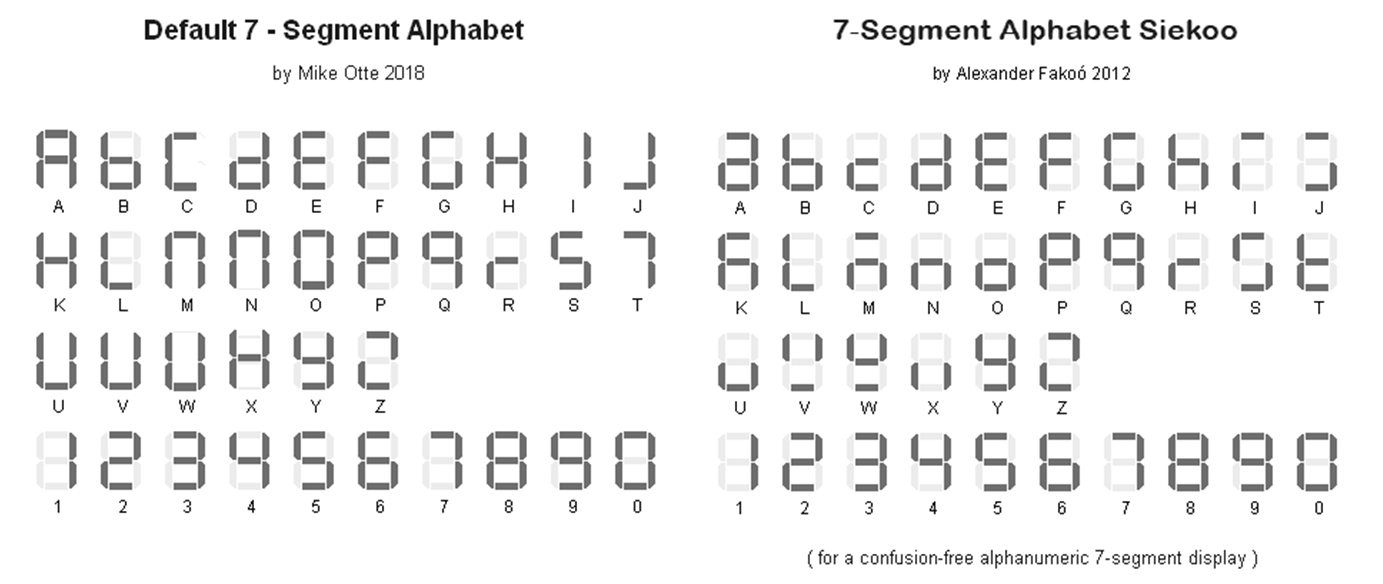 Default 7 - Segment Alphabet
by Mike Otte 2018
A B C D E F G H I J
K L M N O P Q R S T
U V W X Y Z
1 2 3 4 5 6 7 8 9 0
7-Segment Alphabet Siekoo
by Alexander Fakoó 2012
A B C D E F G H I J
K L M N O P Q R S T
U V W X Y Z
1 2 3 4 5 6 7 8 9 0
( for a confusion-free alphanumeric 7-segment display )